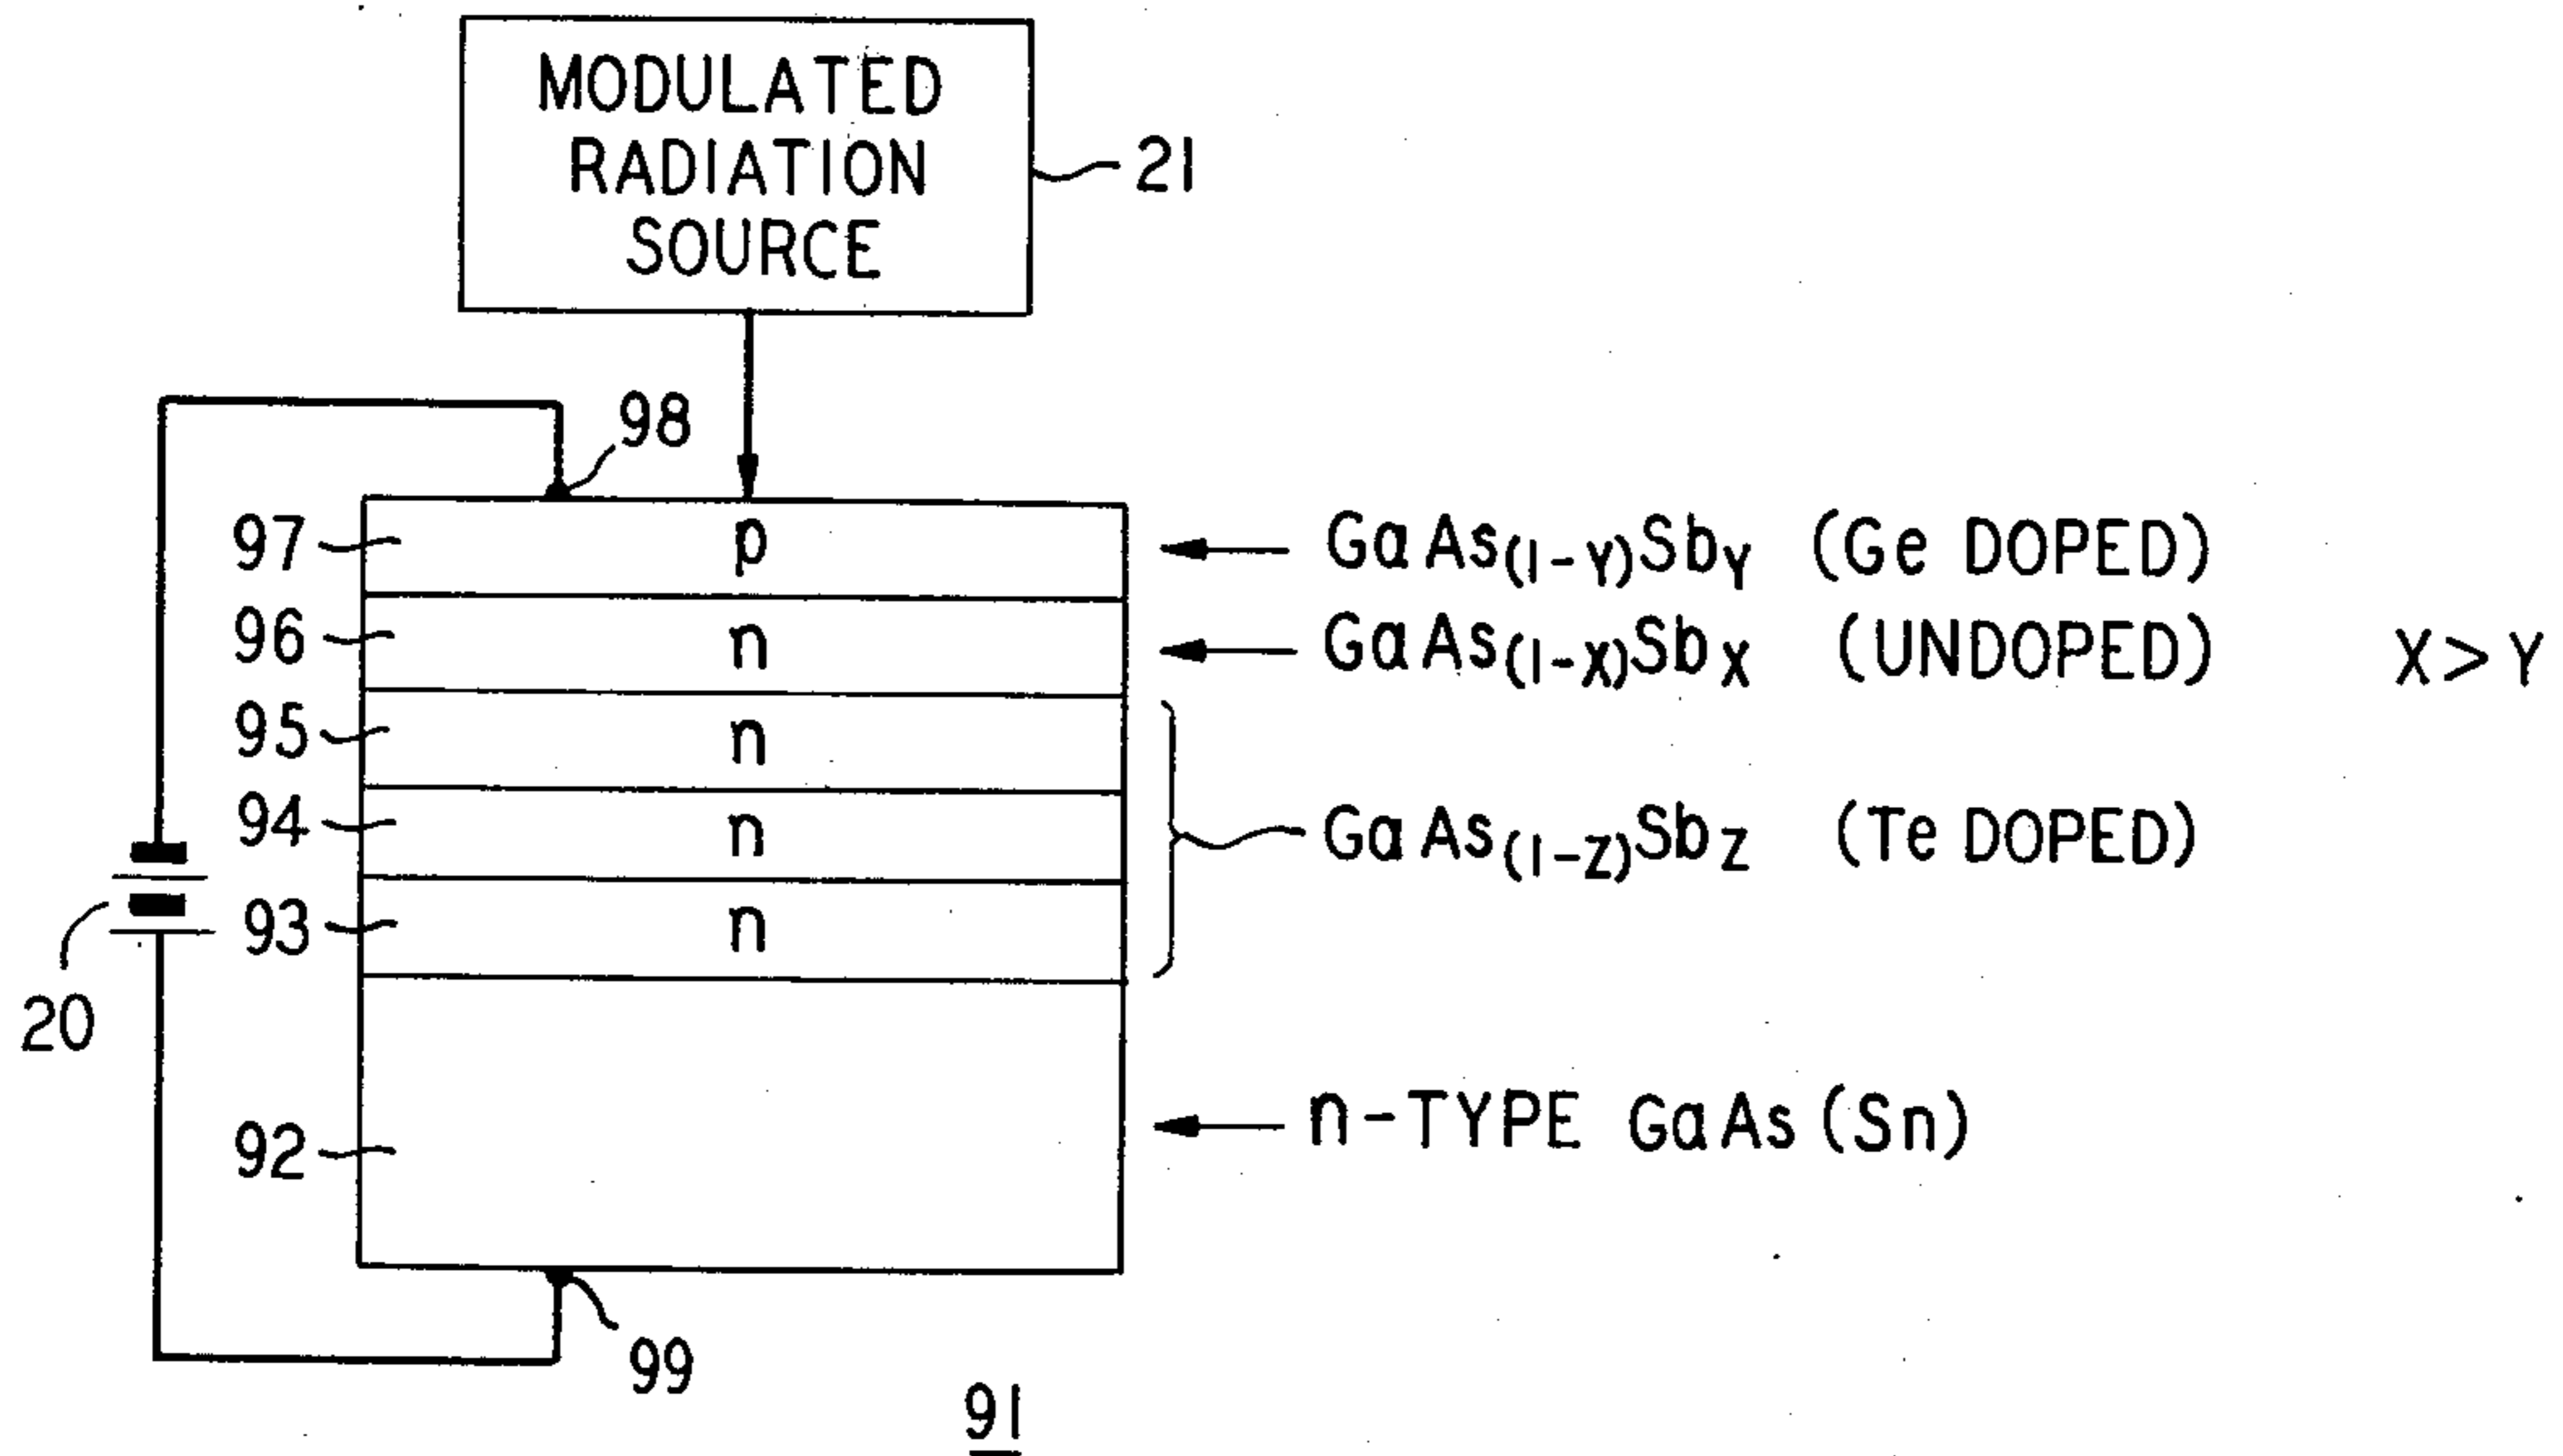 MODULATED
RADIATION
SOURCE
21
98
97
p
GaAs(1-Y)SbY (Ge DOPED)
96
n
GaAs(1-X)SbX (UNDOPED)
X>Y
95
n
94
n
GaAs(1-Z)SbZ (Te DOPED)
93
n
20
92
n-TYPE GaAs (Sn)
99
91